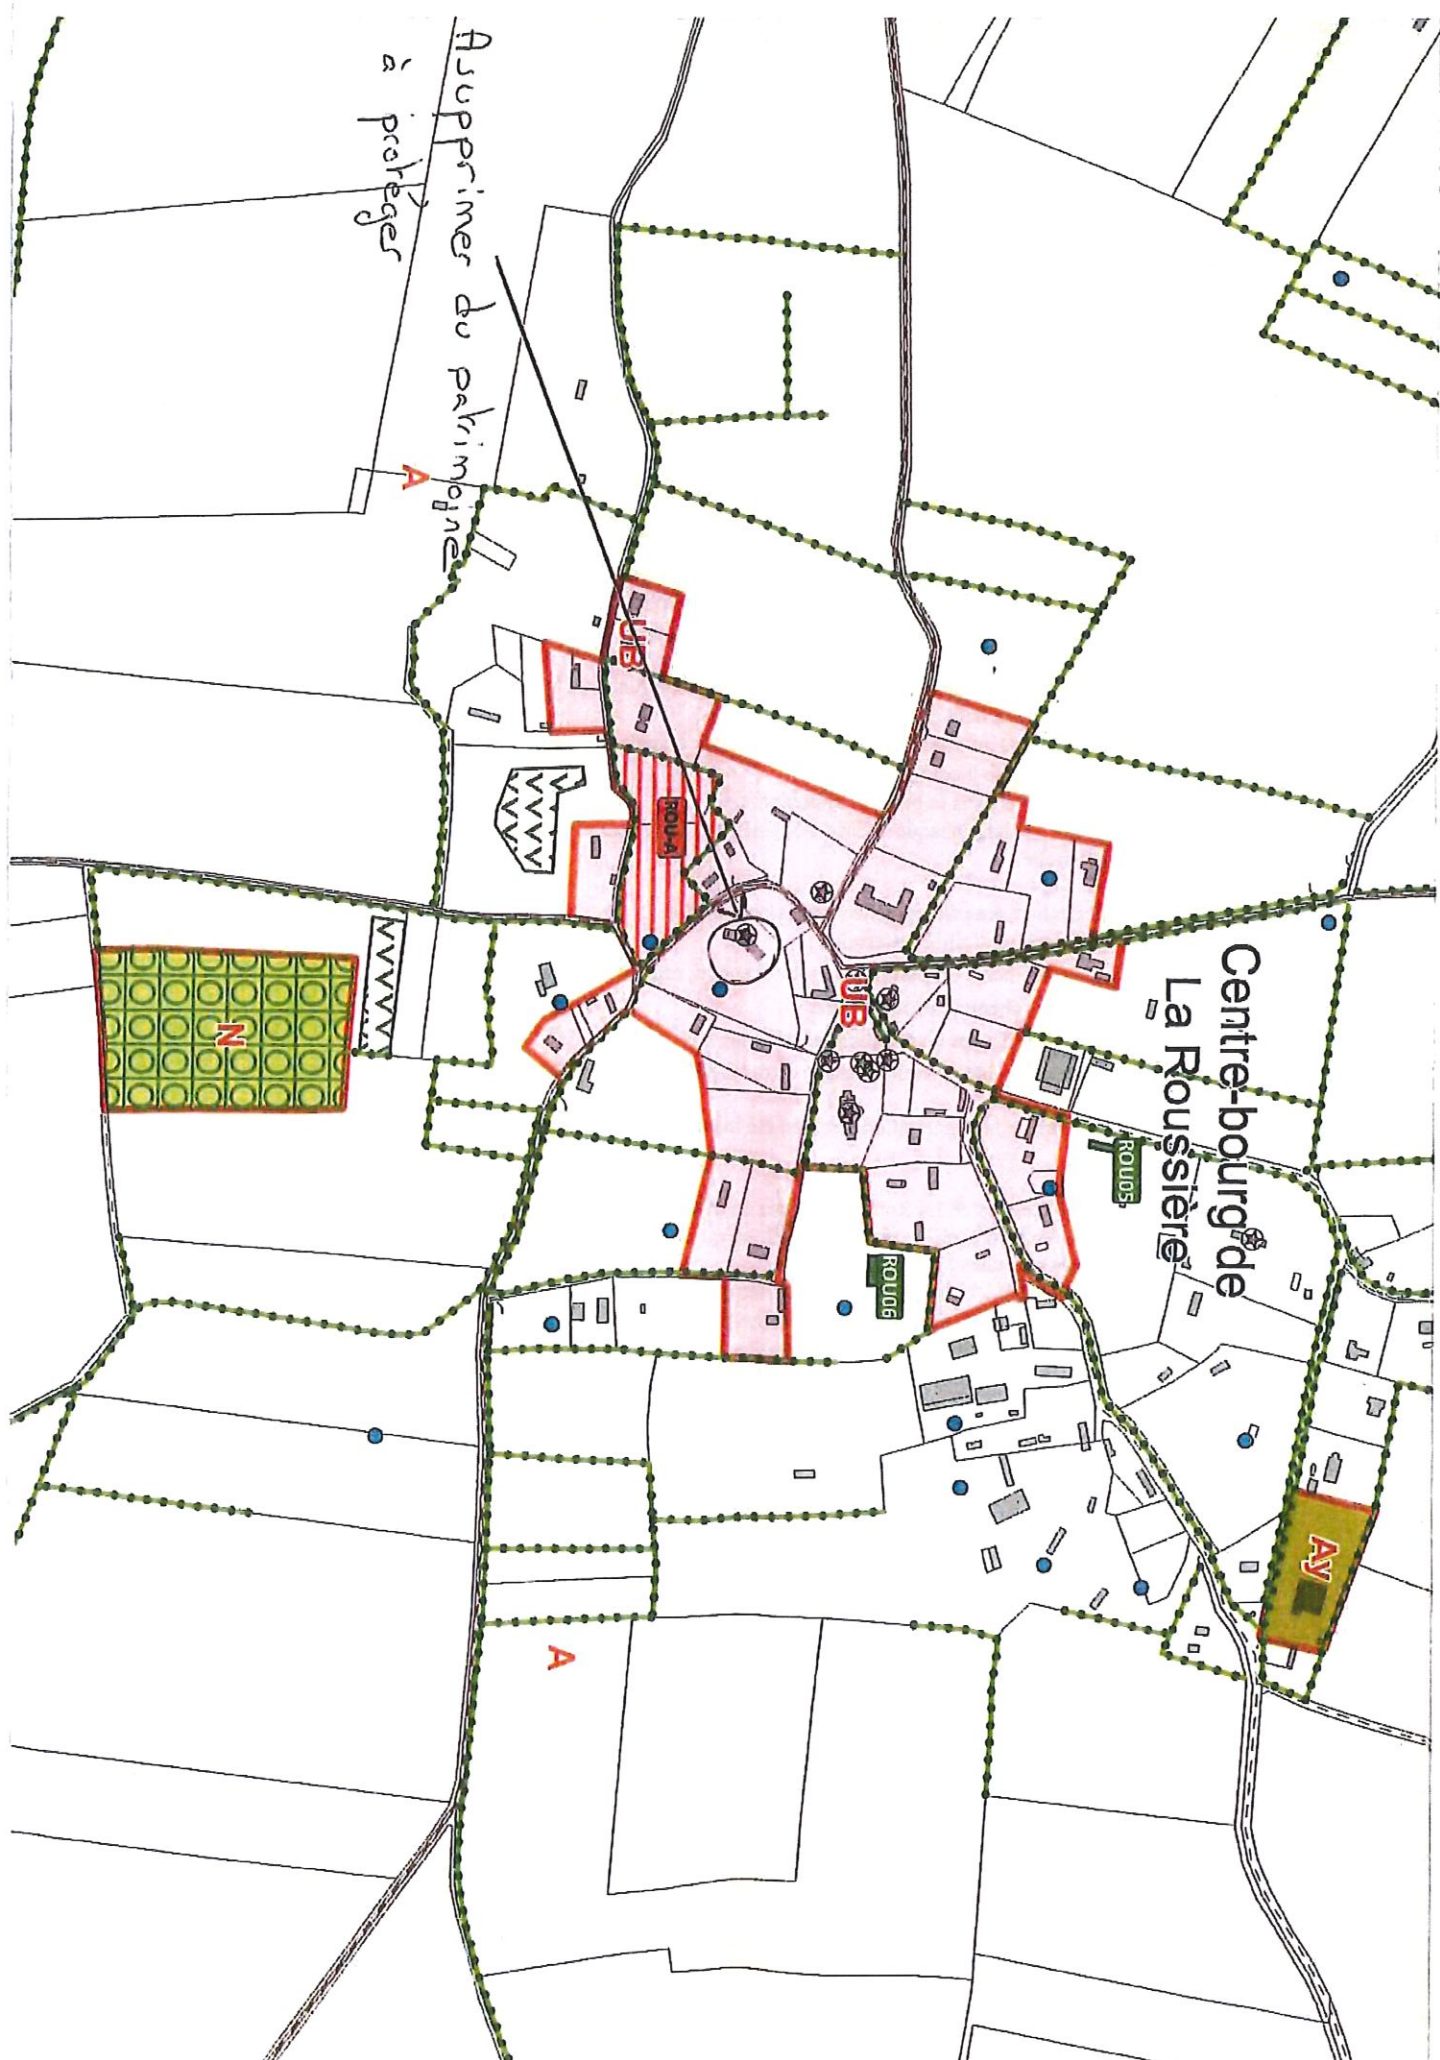 Centre-bourg de
La Roussière
A supprimer du patrimoine
à protéger
A
UB
ROU-A
UB
ROU05
ROU06
N
Ay
A